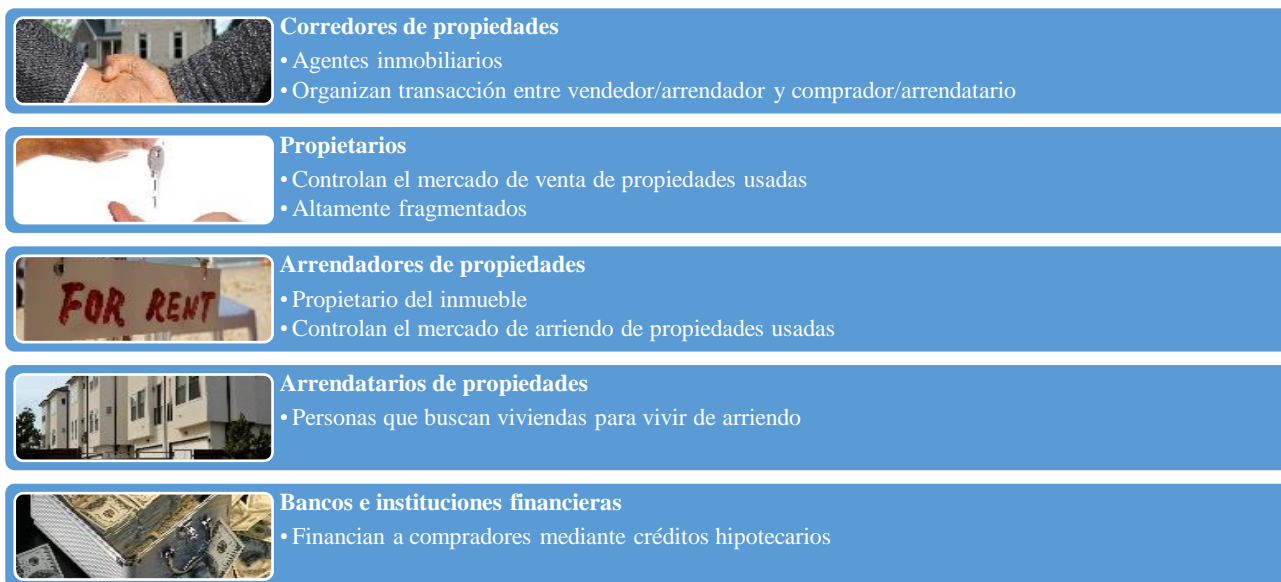 Corredores de propiedades
• Agentes inmobiliarios
• Organizan transacción entre vendedor/arrendador y comprador/arrendatario
Propietarios
• Controlan el mercado de venta de propiedades usadas
• Altamente fragmentados
FOR RENT
Arrendadores de propiedades
• Propietario del inmueble
• Controlan el mercado de arriendo de propiedades usadas
Arrendatarios de propiedades
• Personas que buscan viviendas para vivir de arriendo
Bancos e instituciones financieras
• Financian a compradores mediante créditos hipotecarios